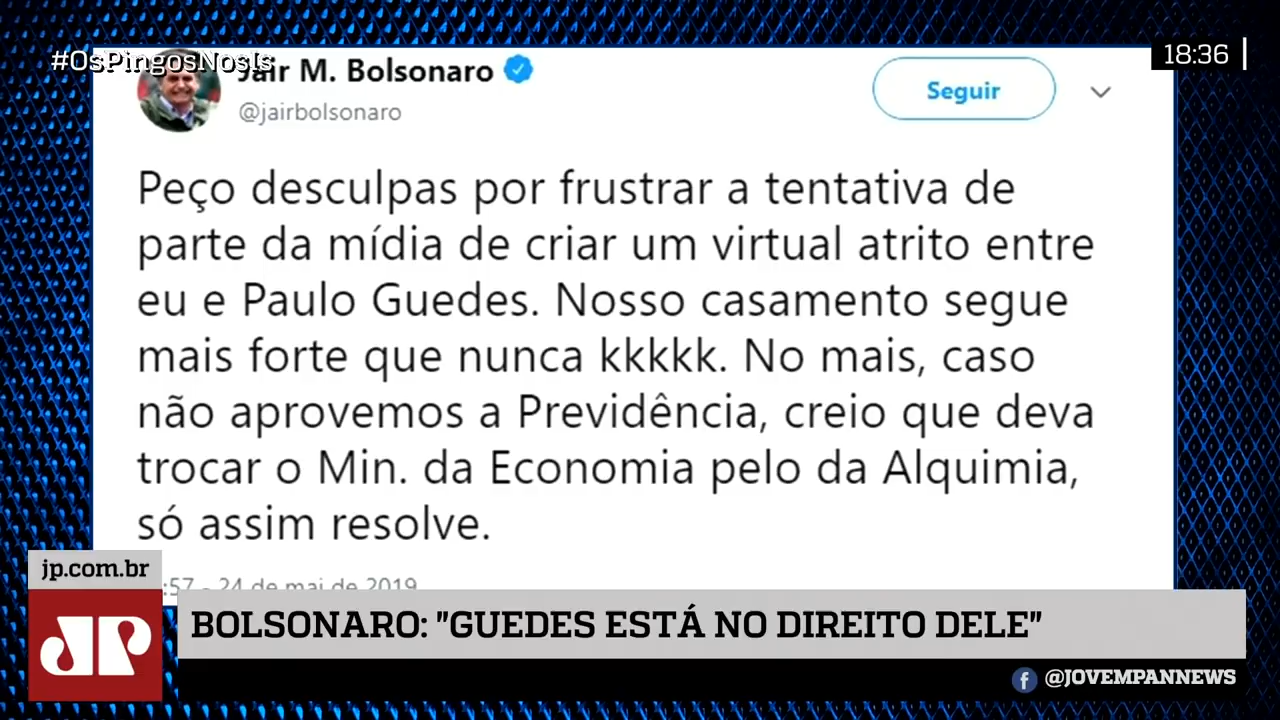 #OsPingosNosIs
18:36
Jair M. Bolsonaro
@jairbolsonaro
Seguir
Peço desculpas por frustrar a tentativa de
parte da mídia de criar um virtual atrito entre
eu e Paulo Guedes. Nosso casamento segue
mais forte que nunca kkkkk. No mais, caso
não aprovemos a Previdência, creio que deva
trocar o Min. da Economia pelo da Alquimia,
só assim resolve.
:57 - 24 de mai de 2019
jp.com.br
JP
BOLSONARO: "GUEDES ESTÁ NO DIREITO DELE"
@JOVEMPANNEWS